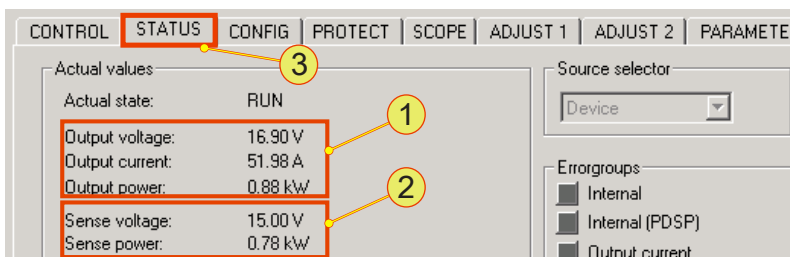 CONTROL STATUS CONFIG PROTECT SCOPE ADJUST 1 ADJUST 2 PARAMETE
3
Actual values
Actual state: RUN
1
Output voltage: 16.90 V
Output current: 51.98 A
Output power: 0.88 kW
2
Sense voltage: 15.00 V
Sense power: 0.78 kW
Source selector
Device
Errorgroups
Internal
Internal (PDSP)
Output current